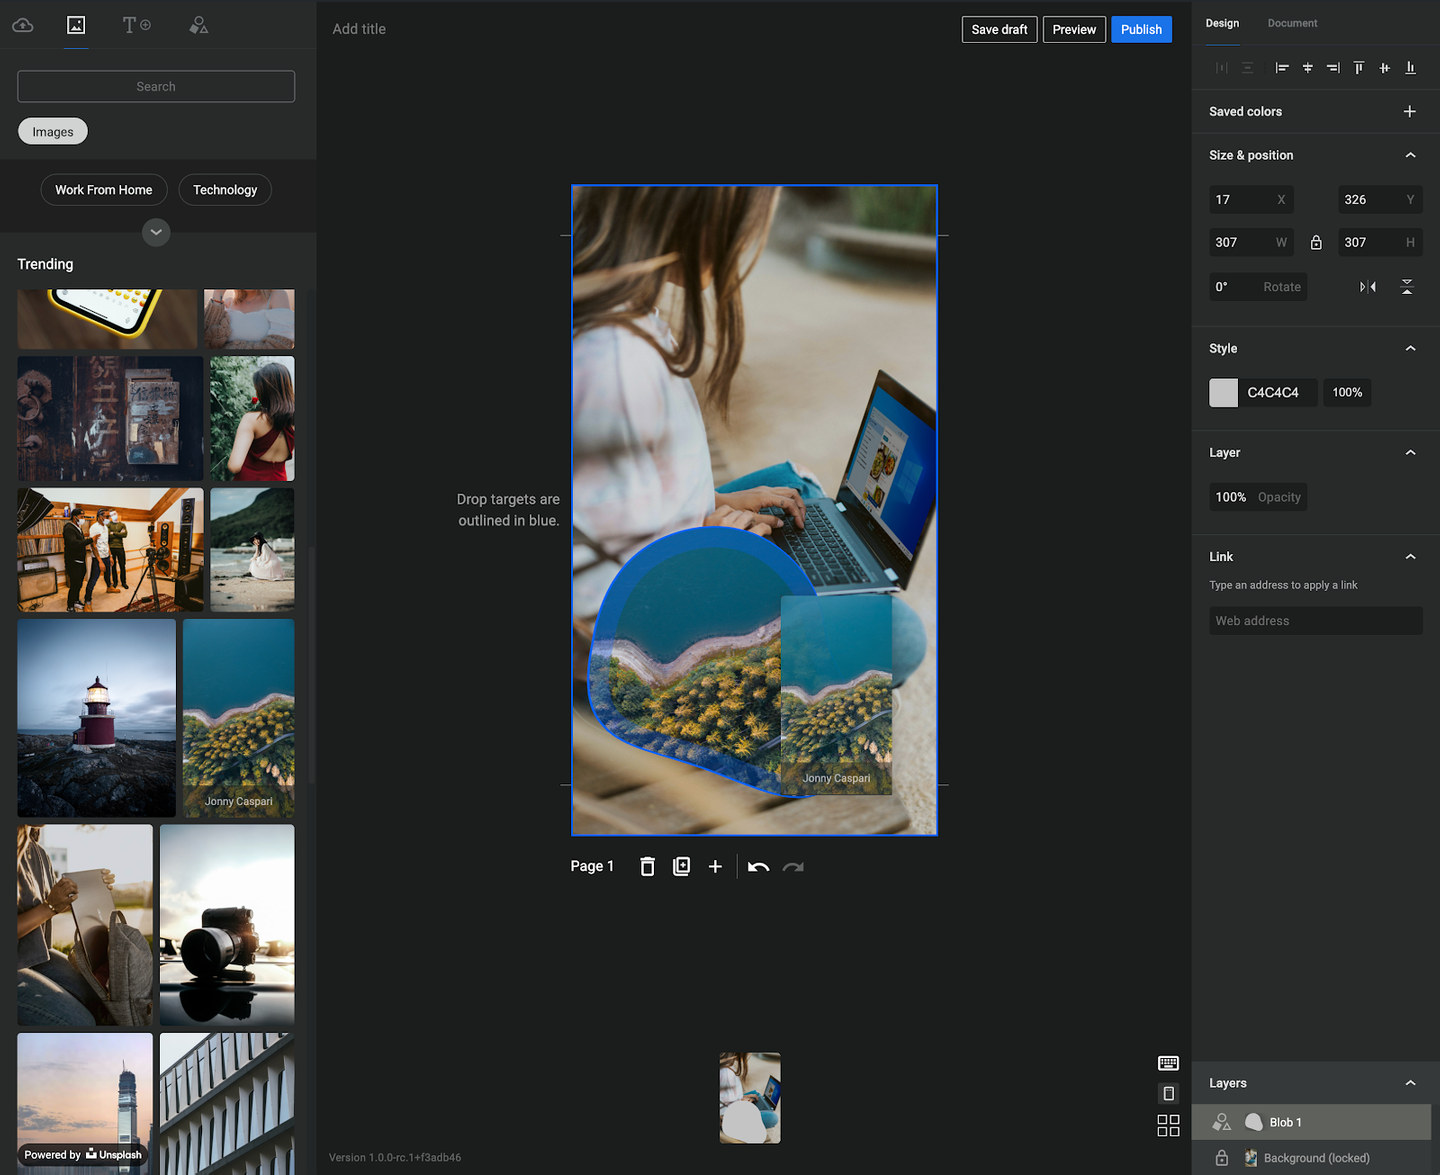 Add title
Save draft
Preview
Publish
Design
Document
Search
Images
Work From Home
Technology
Trending
Jonny Caspari
Powered by Unsplash
Drop targets are
outlined in blue.
Jonny Caspari
Page 1
Version 1.0.0-rc.1+f3adb46
Saved colors
Size & position
17 X
326 Y
307 W
307 H
0° Rotate
Style
C4C4C4
100%
Layer
100% Opacity
Link
Type an address to apply a link
Web address
Layers
Blob 1
Background (locked)